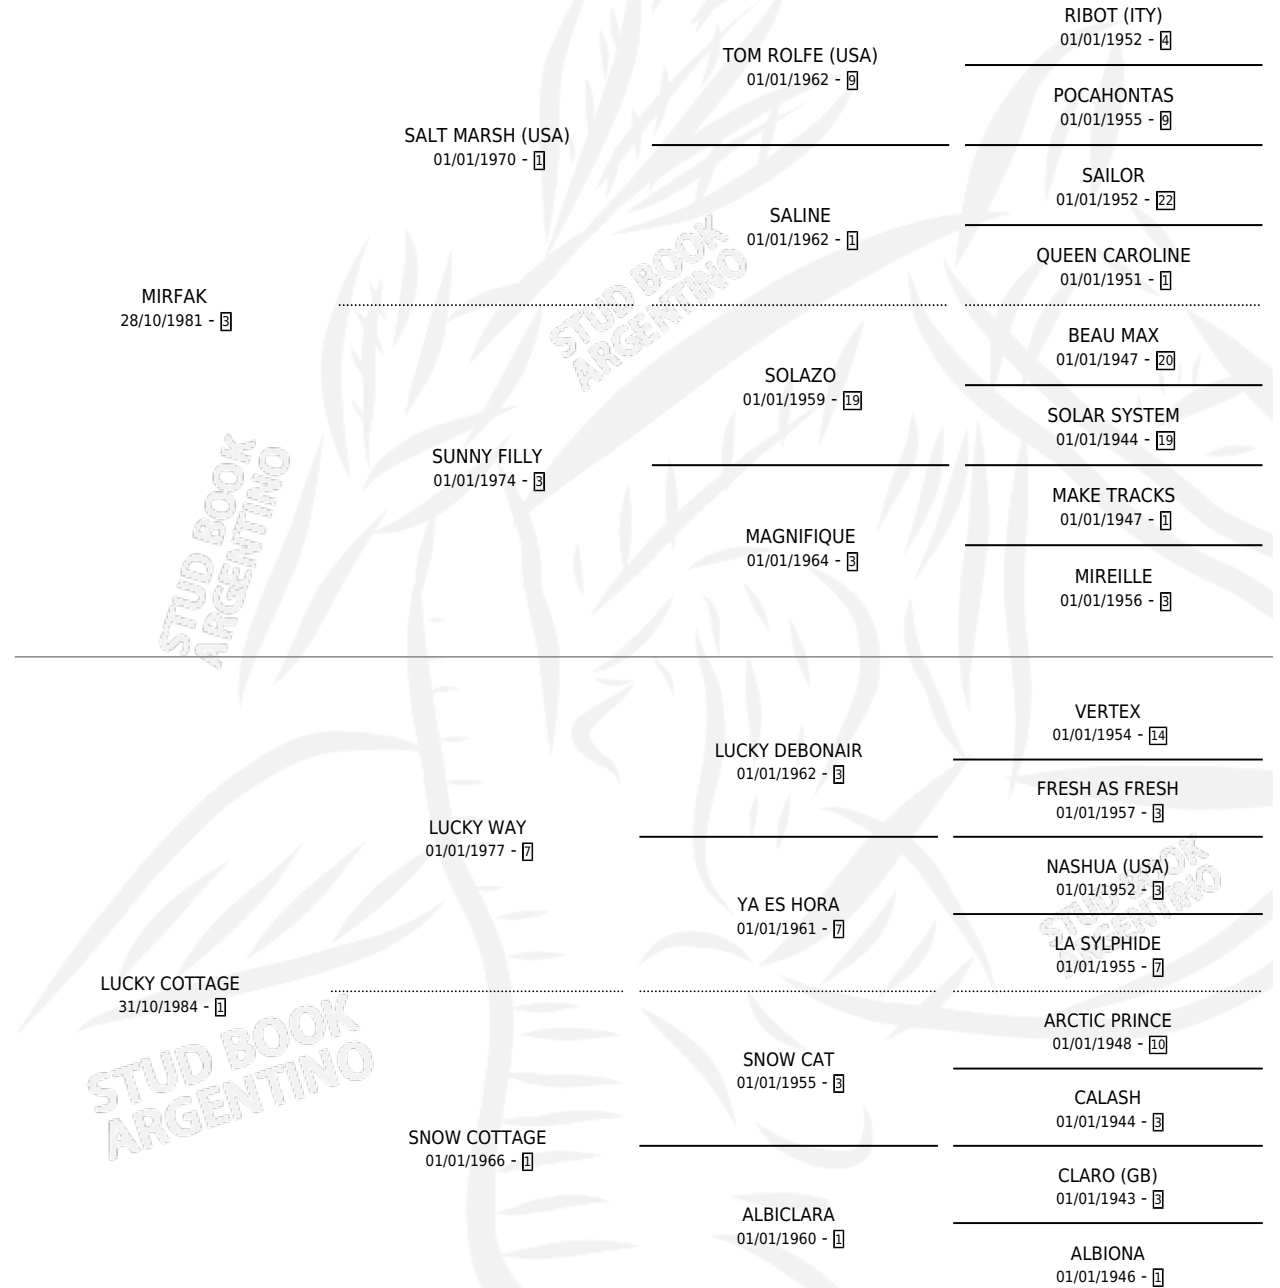 RIBOT (ITY)
01/01/1952 - 4
TOM ROLFE (USA)
01/01/1962 - 9
POCAHONTAS
01/01/1955 - 9
SALT MARSH (USA)
01/01/1970 - 1
SAILOR
01/01/1952 - 22
SALINE
01/01/1962 - 1
QUEEN CAROLINE
01/01/1951 - 1
MIRFAK
28/10/1981 - 3
STUD BOOK
ARGENTINO
BEAU MAX
01/01/1947 - 20
SOLAZO
01/01/1959 - 19
SOLAR SYSTEM
01/01/1944 - 19
SUNNY FILLY
01/01/1974 - 3
MAKE TRACKS
01/01/1947 - 1
MAGNIFIQUE
01/01/1964 - 3
MIREILLE
01/01/1956 - 3
STUD BOOK
ARGENTINO
VERTEX
01/01/1954 - 14
LUCKY DEBONAIR
01/01/1962 - 3
FRESH AS FRESH
01/01/1957 - 3
LUCKY WAY
01/01/1977 - 7
NASHUA (USA)
01/01/1952 - 3
YA ES HORA
01/01/1961 - 7
STUD BOOK
ARGENTINO
LA SYLPHIDE
01/01/1955 - 7
LUCKY COTTAGE
31/10/1984 - 1
ARCTIC PRINCE
01/01/1948 - 10
STUD BOOK
ARGENTINO
SNOW CAT
01/01/1955 - 3
CALASH
01/01/1944 - 3
SNOW COTTAGE
01/01/1966 - 1
CLARO (GB)
01/01/1943 - 3
ALBICLARA
01/01/1960 - 1
ALBIONA
01/01/1946 - 1